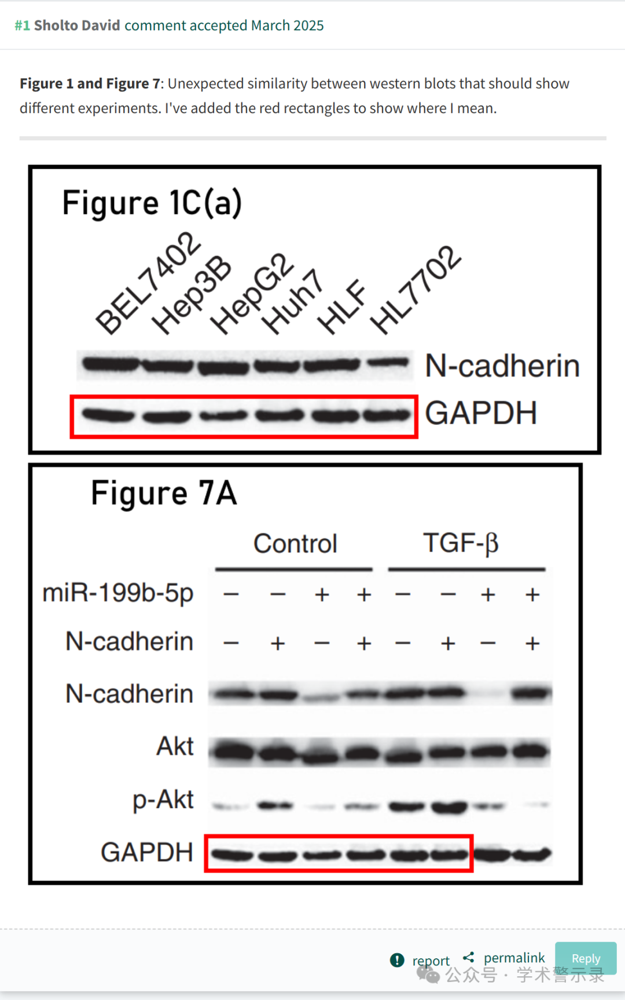 #1 Sholto David comment accepted March 2025
Figure 1 and Figure 7: Unexpected similarity between western blots that should show
different experiments. I've added the red rectangles to show where I mean.
Figure 1C(a)
BEL7402
Hep3B
HepG2
Huh7
HLF
HL7702
N-cadherin
GAPDH
Figure 7A
Control TGF-β
miR-199b-5p − − + + − − + +
N-cadherin − + − + − + − +
N-cadherin
Akt
p-Akt
GAPDH
! report permalink Reply
公众号 · 学术警示录